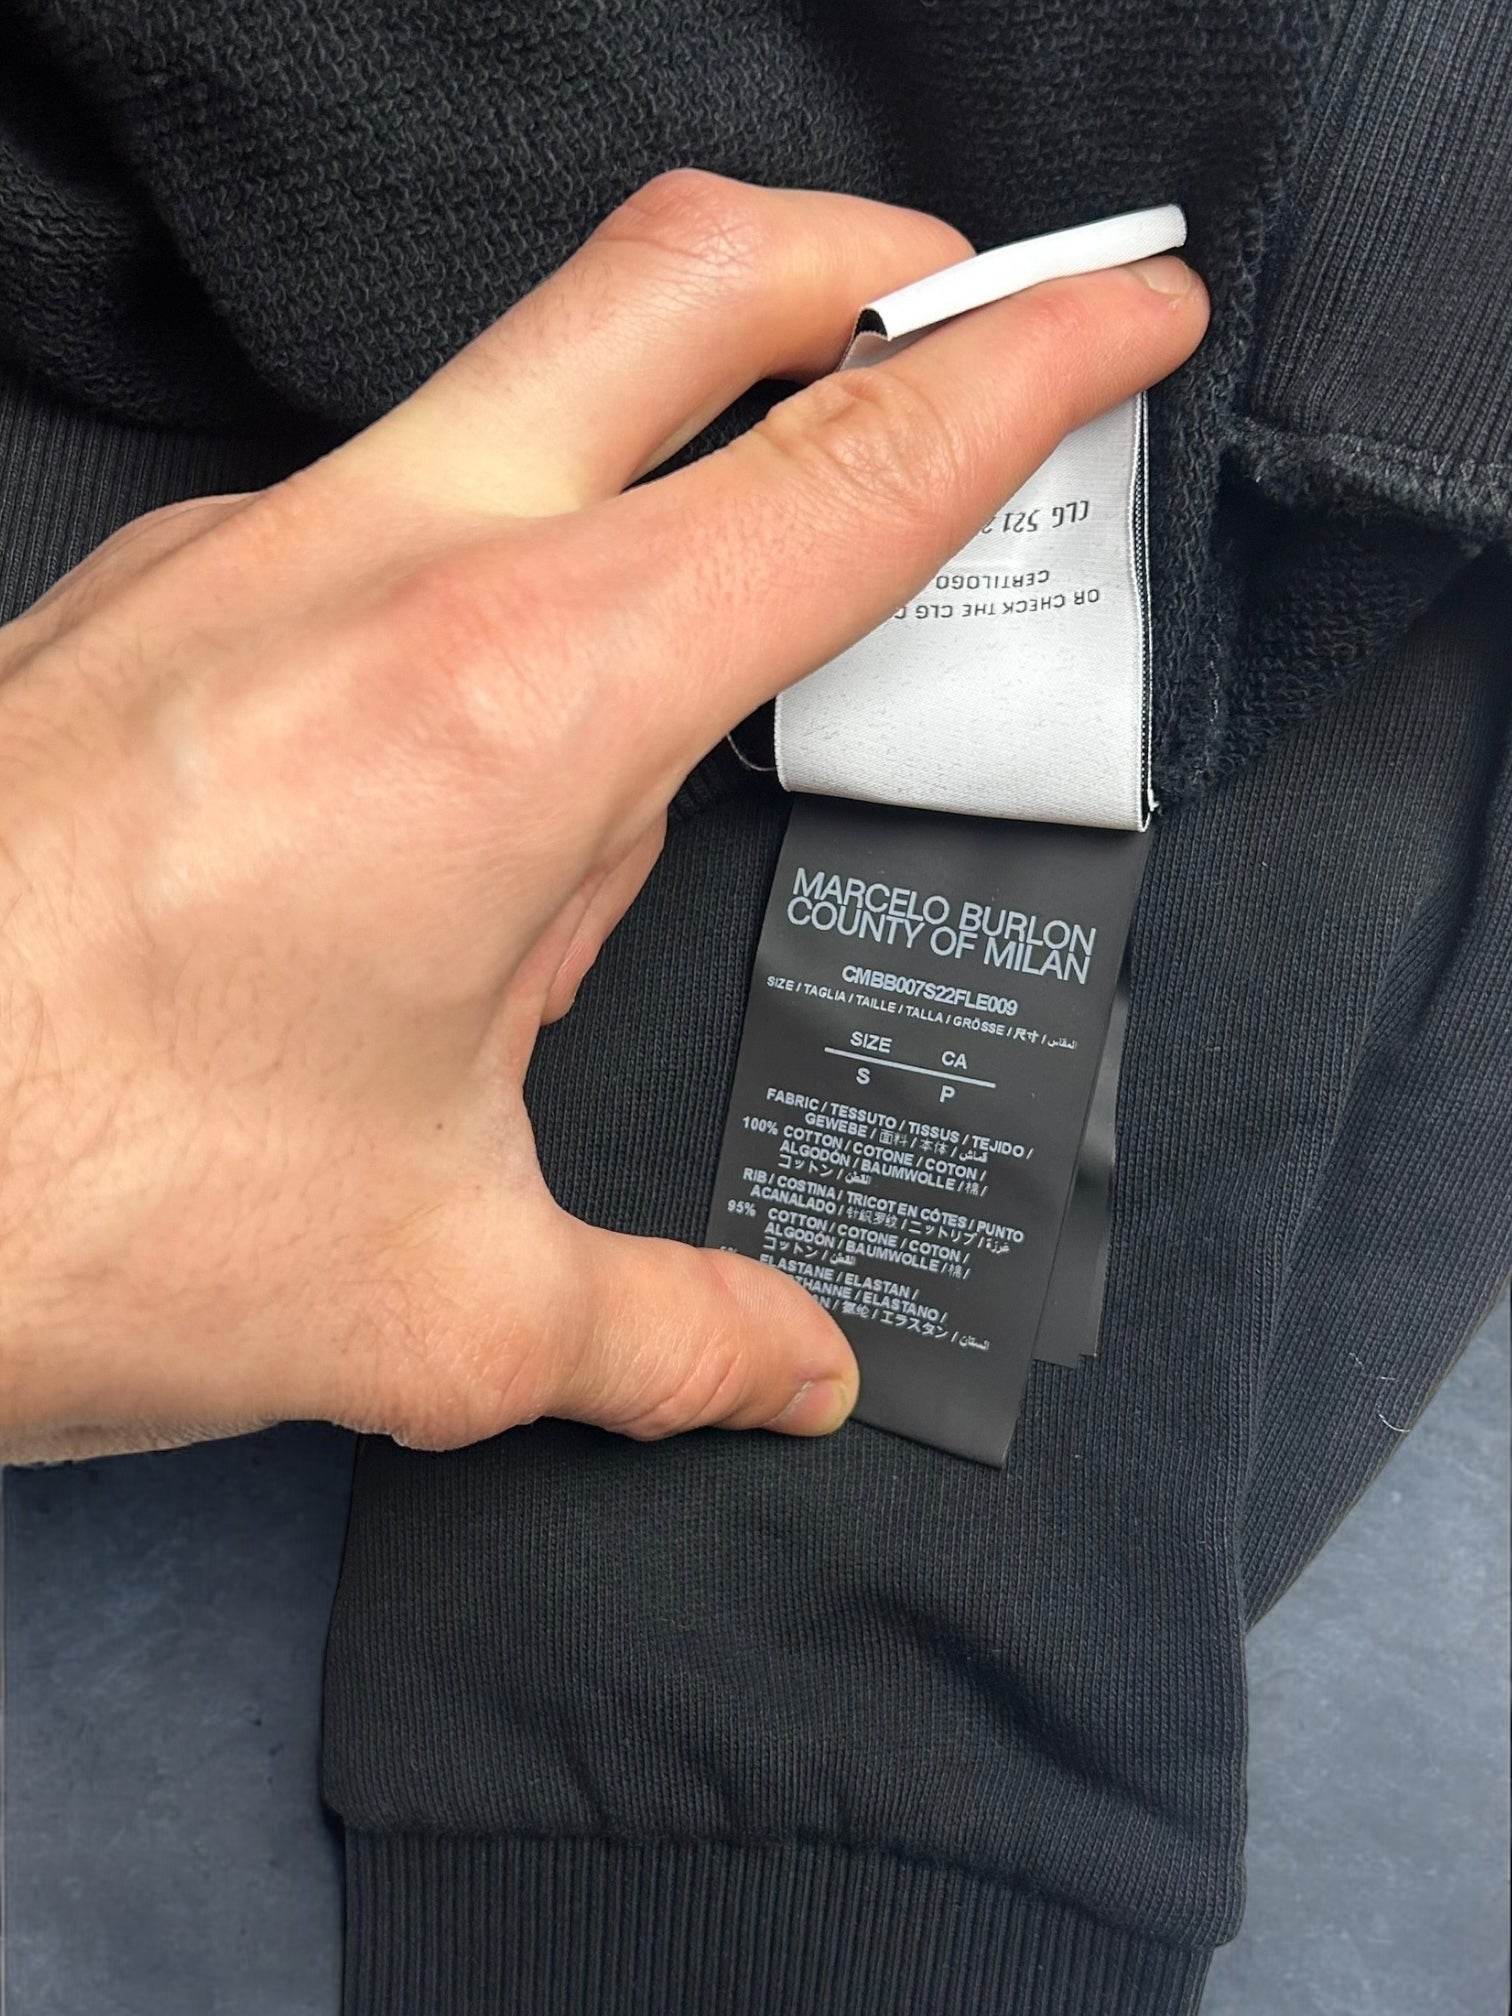 CLG 521
CERTILOGO
OR CHECK THE CLG
MARCELO BURLON
COUNTY OF MILAN
CMBB007S22FLE009
SIZE / TAGLIA / TAILLE / TALLA / GRÖSSE / 尺寸 / المقاس
SIZE CA
S P
FABRIC / TESSUTO / TISSUS / TEJIDO /
GEWEBE / 面料 / 本体 / قماش
100% COTTON / COTONE / COTON /
ALGODÓN / BAUMWOLLE / 棉 /
コットン / القطن
RIB / COSTINA / TRICOT EN CÔTES / PUNTO
ACANALADO / 针织罗纹 / ニットリブ / غرزة
95% COTTON / COTONE / COTON /
ALGODÓN / BAUMWOLLE / 棉 /
コットン / القطن
5% ELASTANE / ELASTAN /
THANNE / ELASTANO /
AN / 氨纶 / エラスタン / الاستان